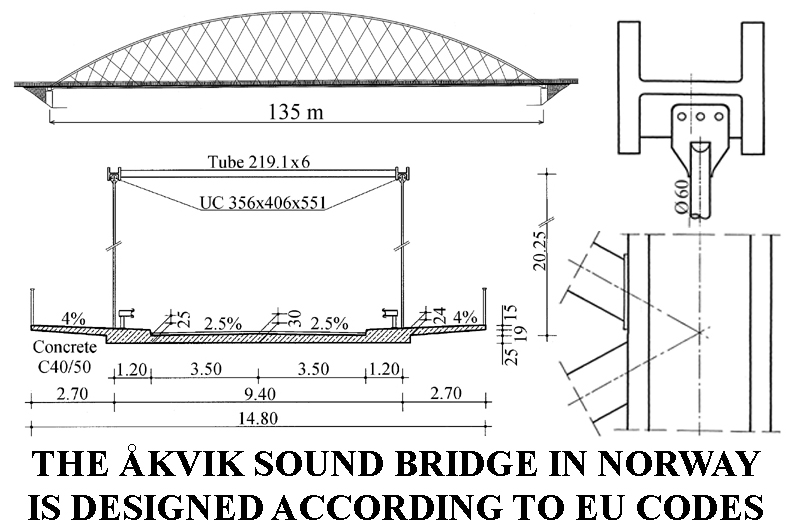 135 m
Tube 219.1x6
UC 356x406x551
Ø60
20.25
4%
25
2.5%
30
2.5%
24
4%
15
19
25
Concrete
C40/50
1.20
3.50
3.50
1.20
2.70
9.40
2.70
14.80
THE ÅKVIK SOUND BRIDGE IN NORWAY
IS DESIGNED ACCORDING TO EU CODES